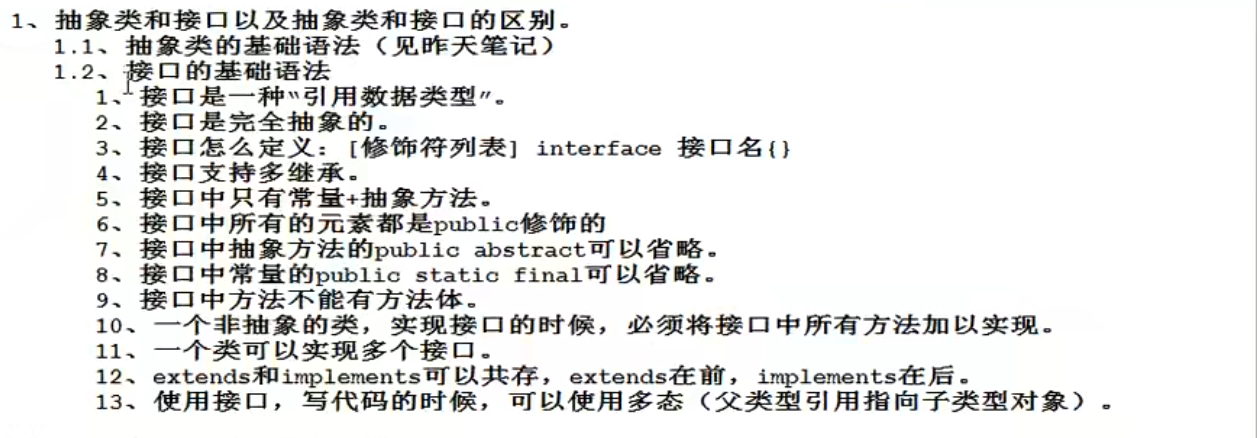 1、抽象类和接口以及抽象类和接口的区别。
1.1、抽象类的基础语法（见昨天笔记）
1.2、接口的基础语法
1、接口是一种“引用数据类型”。
2、接口是完全抽象的。
3、接口怎么定义：[修饰符列表] interface 接口名{}
4、接口支持多继承。
5、接口中只有常量+抽象方法。
6、接口中所有的元素都是public修饰的
7、接口中抽象方法的public abstract可以省略。
8、接口中常量的public static final可以省略。
9、接口中方法不能有方法体。
10、一个非抽象的类，实现接口的时候，必须将接口中所有方法加以实现。
11、一个类可以实现多个接口。
12、extends和implements可以共存，extends在前，implements在后。
13、使用接口，写代码的时候，可以使用多态（父类型引用指向子类型对象）。